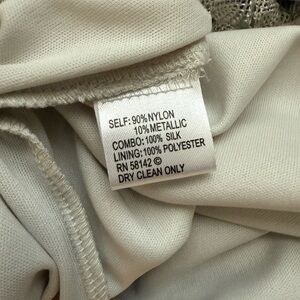 SELF: 90% NYLON
10% METALLIC
COMBO: 100% SILK
LINING: 100% POLYESTER
RN 58142 ©
DRY CLEAN ONLY